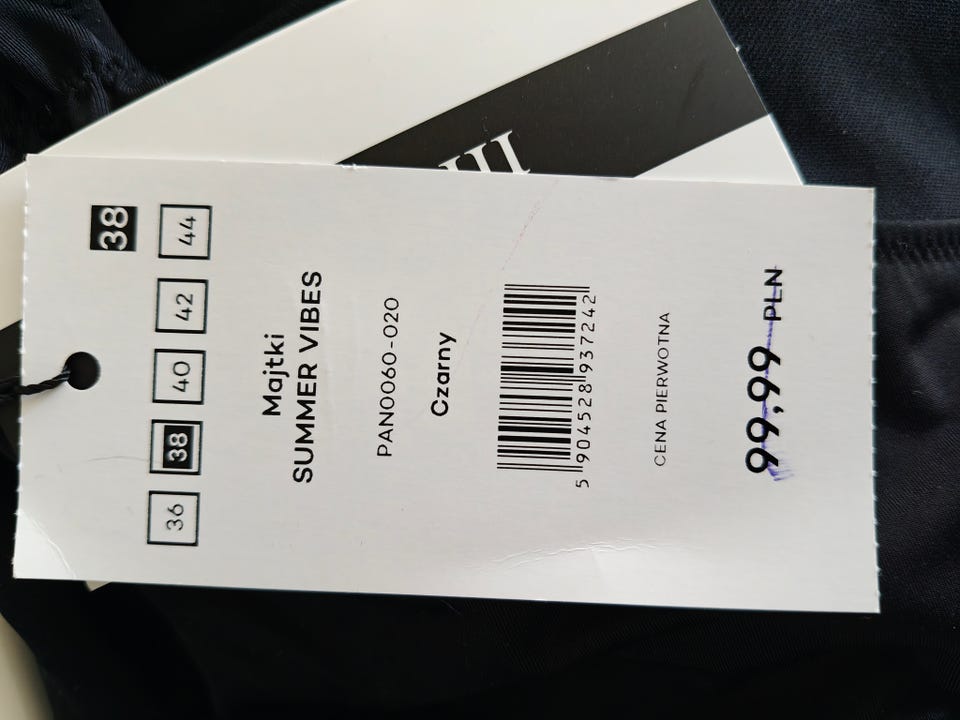 38
36 38 40 42 44
Majtki
SUMMER VIBES
PAN0060-020
Czarny
5 904528 937242
CENA PIERWOTNA
99,99 PLN